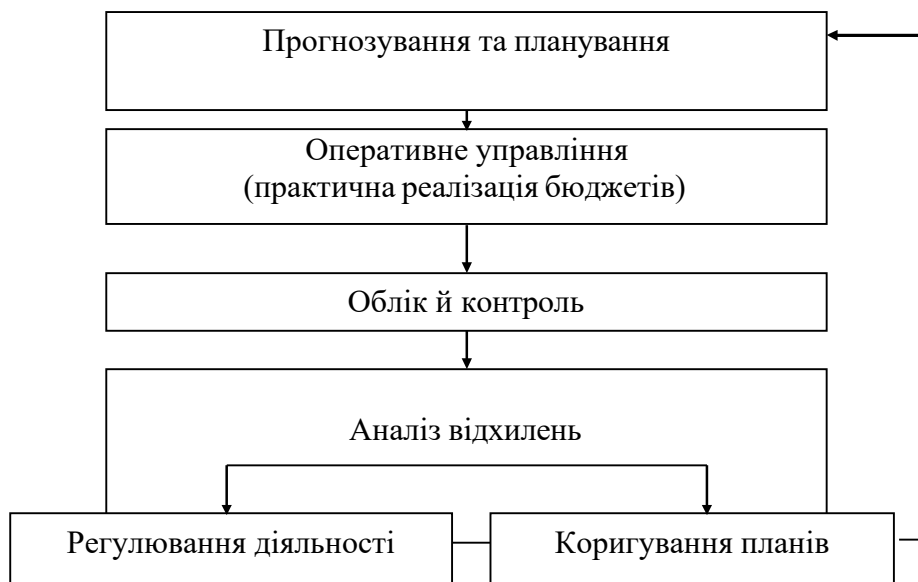 Прогнозування та планування
Оперативне управління
(практична реалізація бюджетів)
Облік й контроль
Аналіз відхилень
Регулювання діяльності
Коригування планів